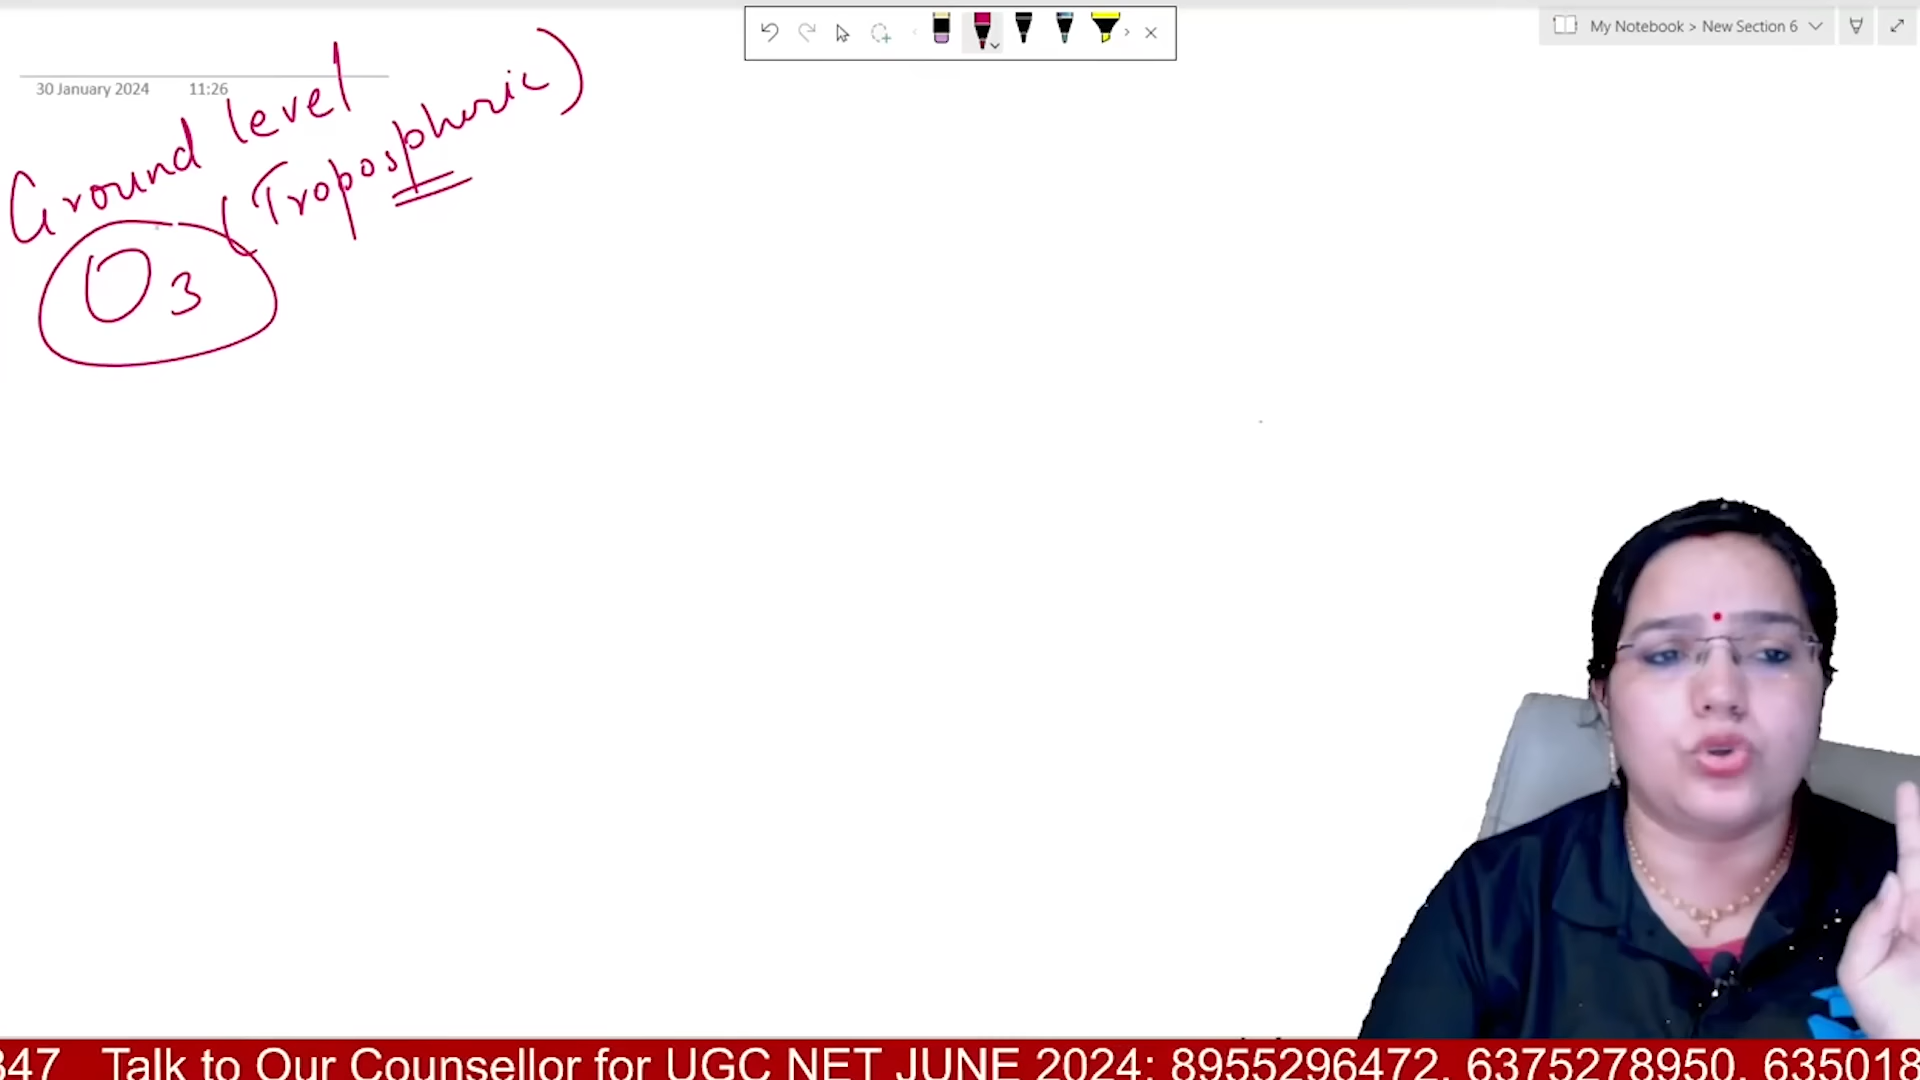 My Notebook > New Section 6
30 January 2024 11:26
Ground level
(Tropospheric)
O3
347 Talk to Our Counsellor for UGC NET JUNE 2024: 8955296472, 6375278950, 635018